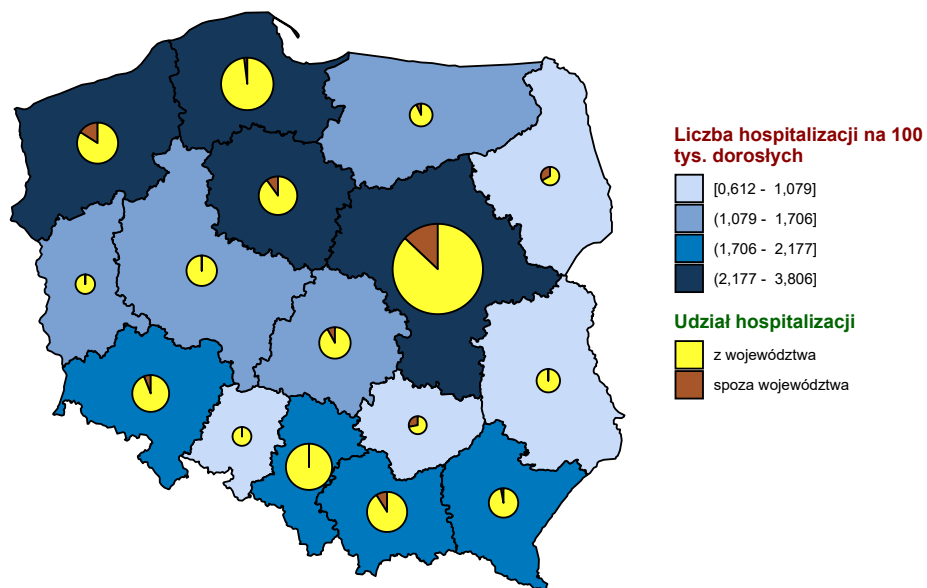 Liczba hospitalizacji na 100
tys. dorosłych
[0,612 - 1,079]
(1,079 - 1,706]
(1,706 - 2,177]
(2,177 - 3,806]
Udział hospitalizacji
z województwa
spoza województwa